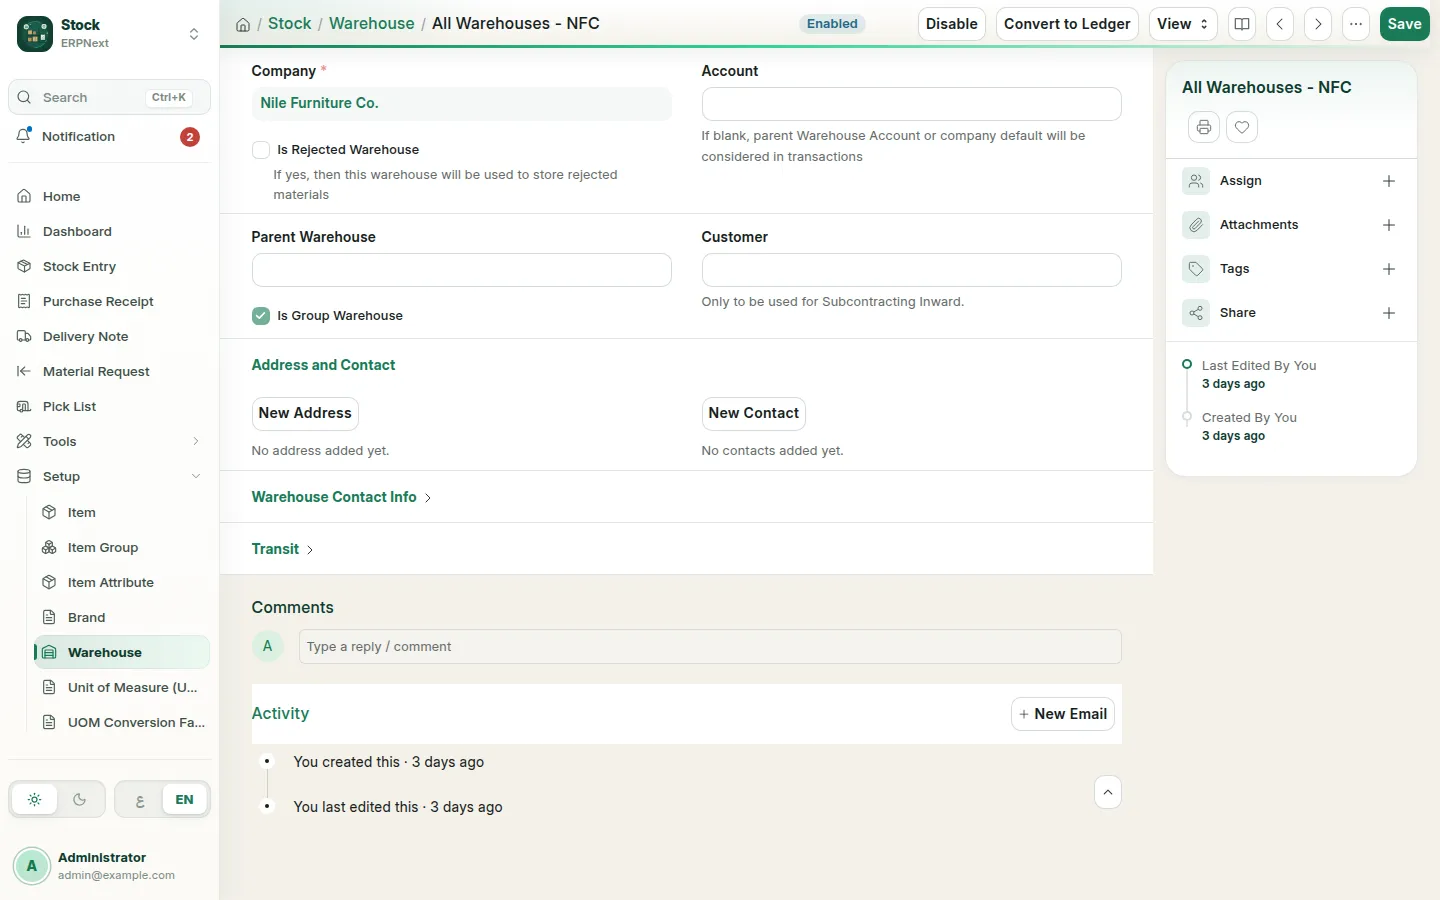 Stock
ERPNext
Search
Ctrl+K
Notification
2
Home
Dashboard
Stock Entry
Purchase Receipt
Delivery Note
Material Request
Pick List
Tools
Setup
Item
Item Group
Item Attribute
Brand
Warehouse
Unit of Measure (U...
UOM Conversion Fa...
ع
EN
A
Administrator
admin@example.com
/ Stock / Warehouse / All Warehouses - NFC
Enabled
Disable
Convert to Ledger
View
Save
Company *
Nile Furniture Co.
Is Rejected Warehouse
If yes, then this warehouse will be used to store rejected
materials
Account
If blank, parent Warehouse Account or company default will be
considered in transactions
Parent Warehouse
Is Group Warehouse
Customer
Only to be used for Subcontracting Inward.
Address and Contact
New Address
No address added yet.
New Contact
No contacts added yet.
Warehouse Contact Info
Transit
Comments
A
Type a reply / comment
Activity
New Email
You created this · 3 days ago
You last edited this · 3 days ago
All Warehouses - NFC
Assign
Attachments
Tags
Share
Last Edited By You
3 days ago
Created By You
3 days ago